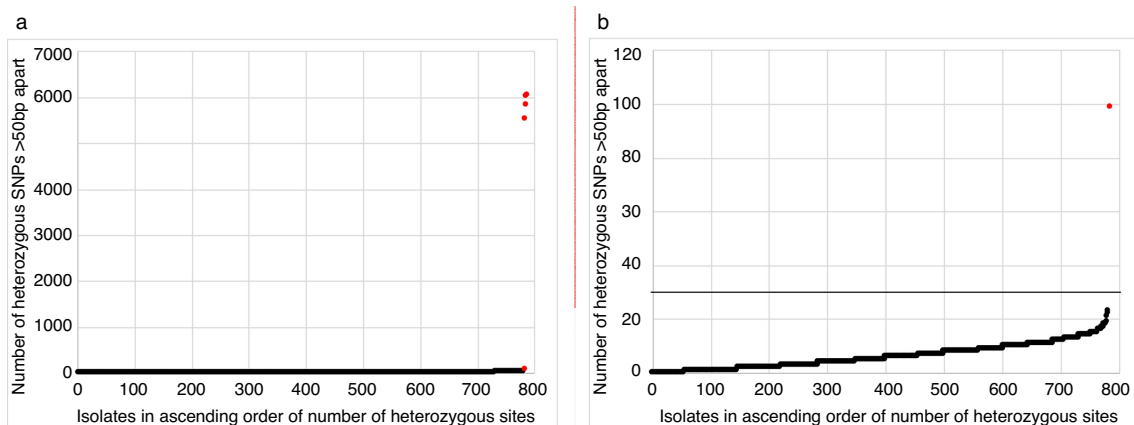 a
Number of heterozygous SNPs >50bp apart
7000
6000
4000
3000
2000
1000
0
0 100 200 300 400 500 600 700 800
Isolates in ascending order of number of heterozygous sites
b
Number of heterozygous SNPs >50bp apart
120
100
80
30
40
20
0
0 100 200 300 400 500 600 700 800
Isolates in ascending order of number of heterozygous sites